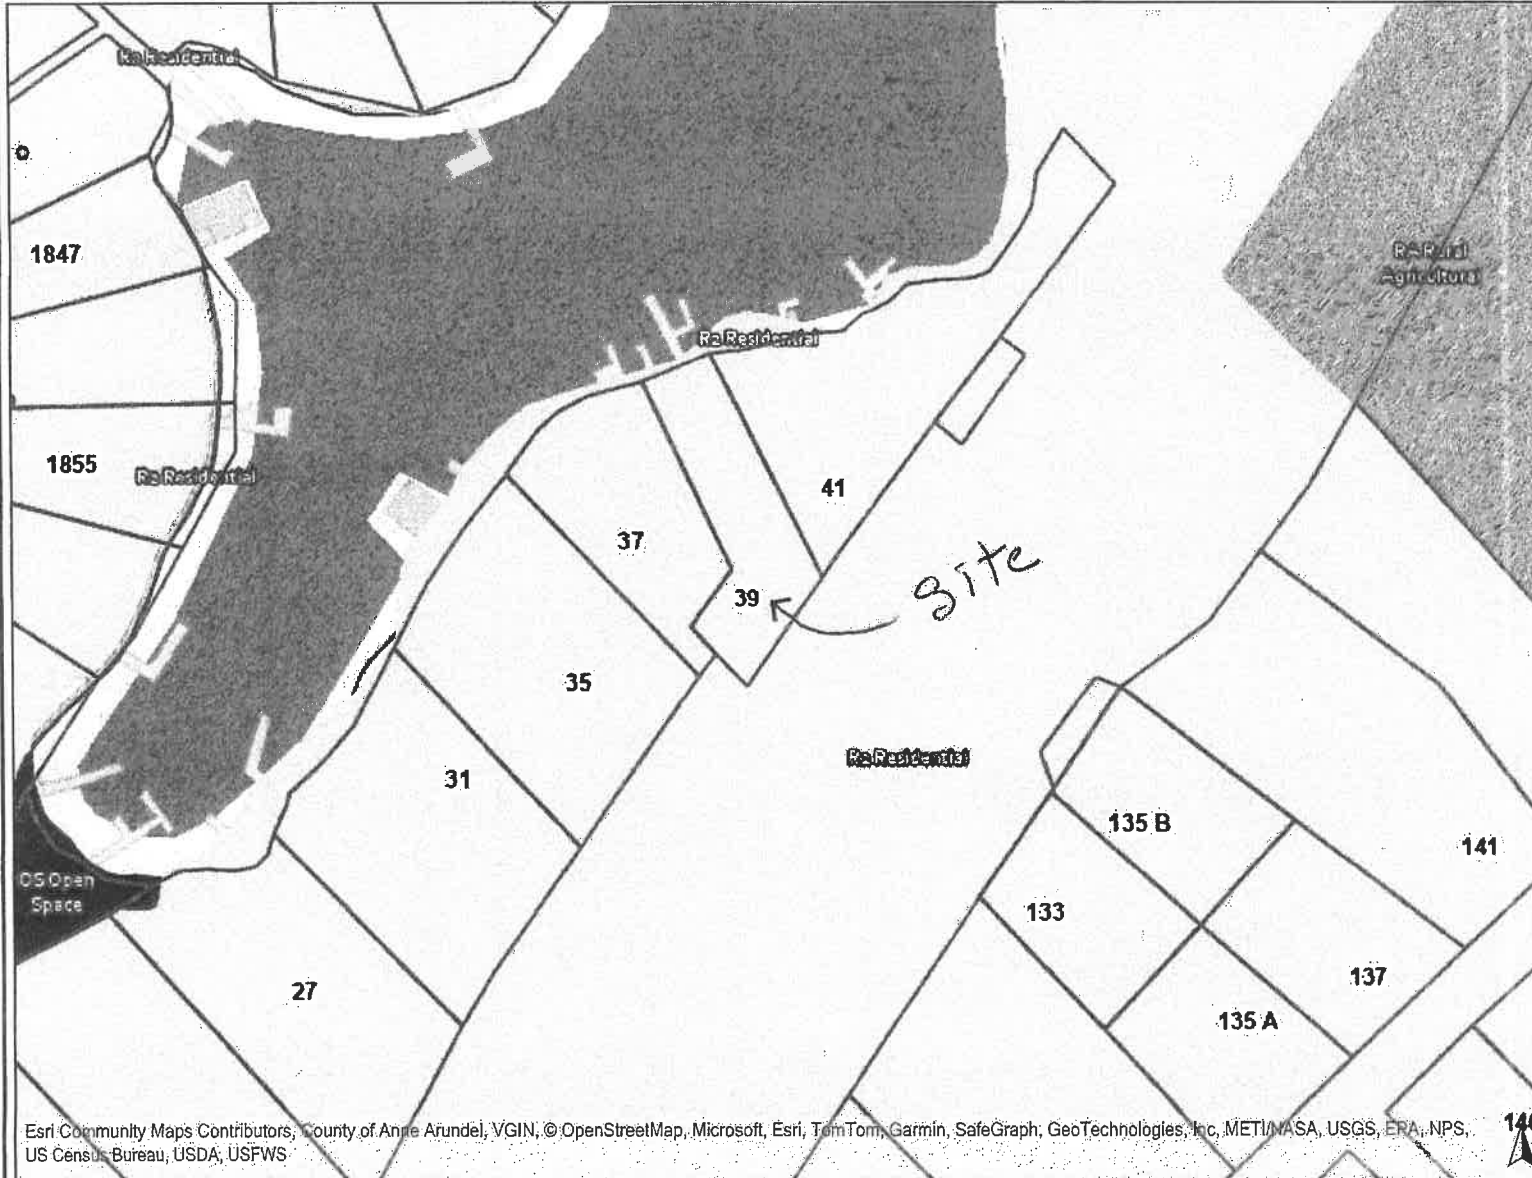 R2 Residential
1847
RA Rural
Agricultural
R2 Residential
1855
R2 Residential
41
37
39
Site
35
31
R2 Residential
135 B
141
OS Open
Space
133
137
27
135 A
Esri Community Maps Contributors, County of Anne Arundel, VGIN, © OpenStreetMap, Microsoft, Esri, TomTom, Garmin, SafeGraph, GeoTechnologies, Inc, METI/NASA, USGS, EPA, NPS,
US Census Bureau, USDA, USFWS